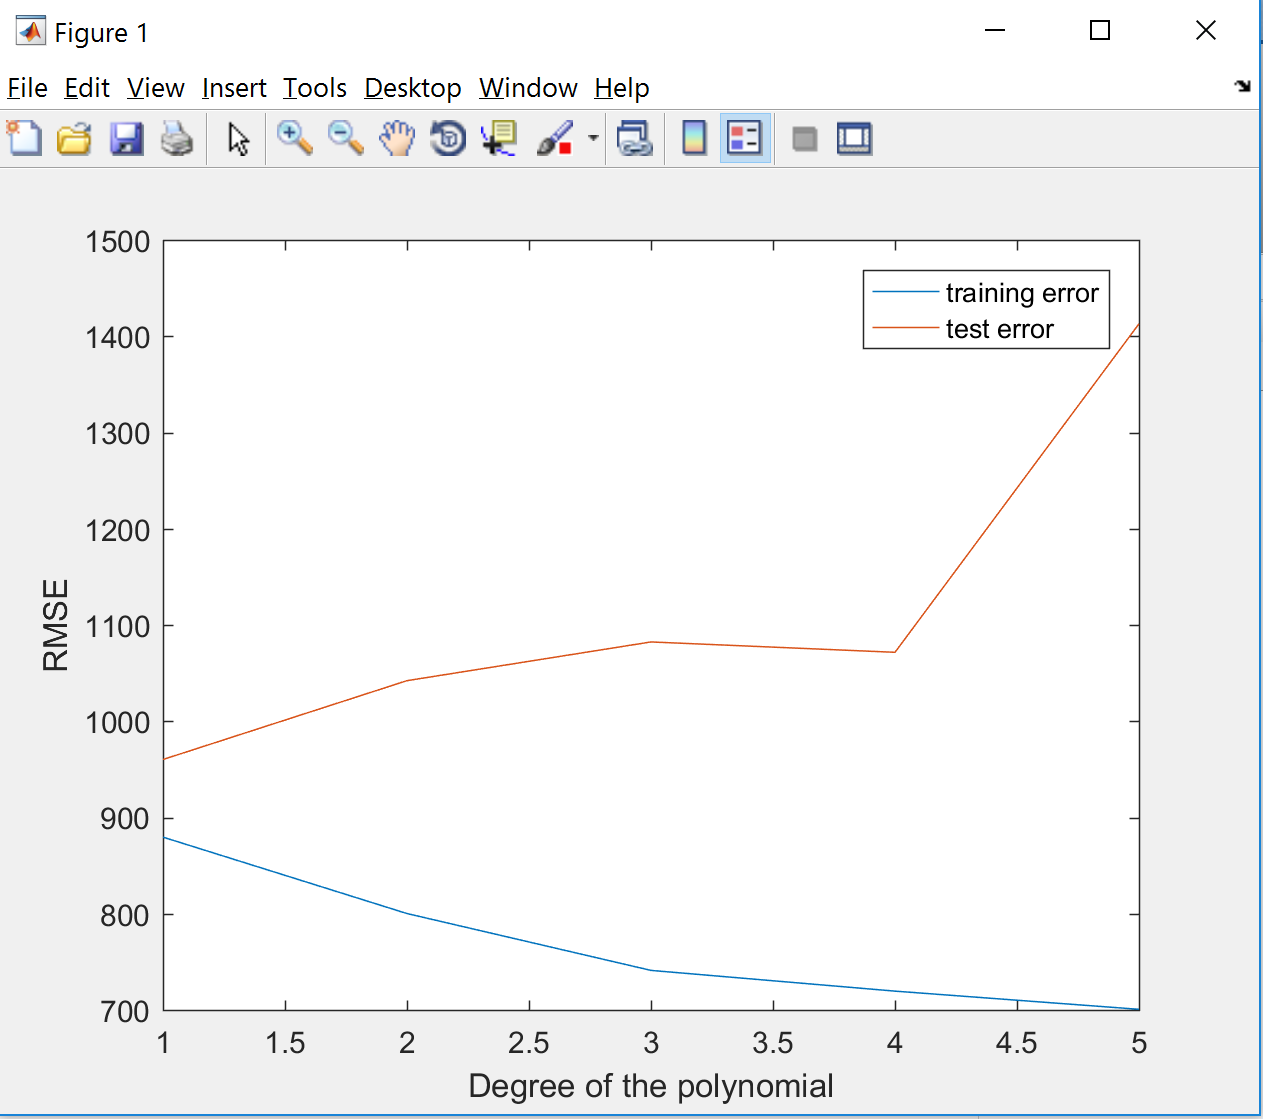 Figure 1
File Edit View Insert Tools Desktop Window Help
1500
1400
1300
1200
1100
1000
900
800
700
RMSE
training error
test error
1 1.5 2 2.5 3 3.5 4 4.5 5
Degree of the polynomial